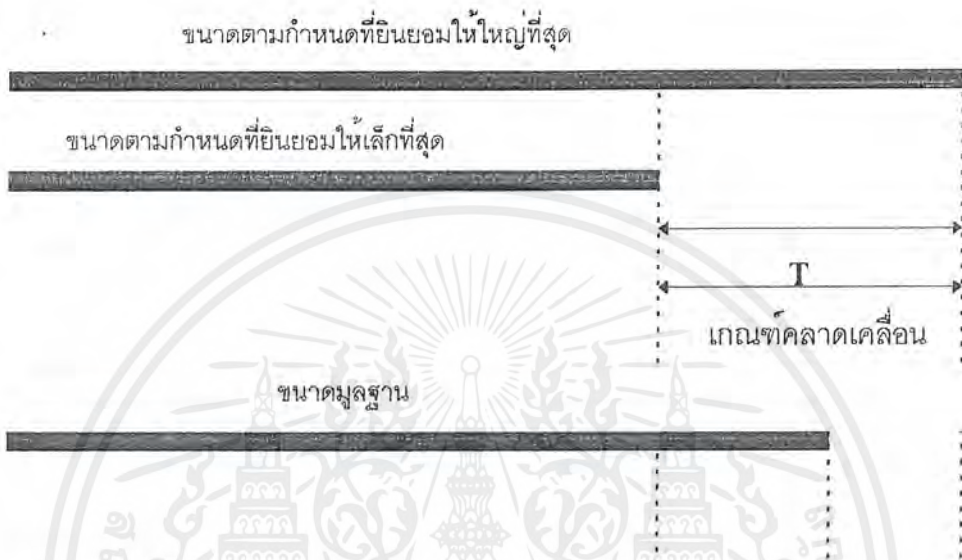 ขนาดตามกำหนดที่ยินยอมให้ใหญ่ที่สุด
ขนาดตามกำหนดที่ยินยอมให้เล็กที่สุด
T
เกณฑ์คลาดเคลื่อน
ขนาดมูลฐาน